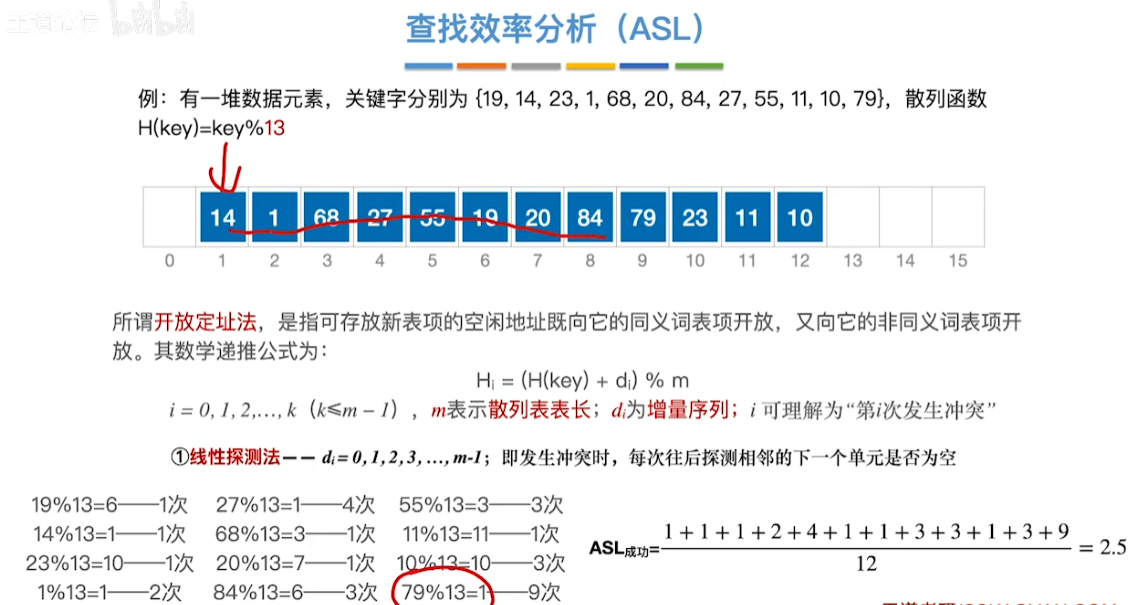 王道论坛 bilibili
查找效率分析（ASL）
例：有一堆数据元素，关键字分别为 {19, 14, 23, 1, 68, 20, 84, 27, 55, 11, 10, 79}，散列函数
H(key)=key%13
14 1 68 27 55 19 20 84 79 23 11 10
0 1 2 3 4 5 6 7 8 9 10 11 12 13 14 15
所谓开放定址法，是指可存放新表项的空闲地址既向它的同义词表项开放，又向它的非同义词表项开
放。其数学递推公式为：
Hᵢ = (H(key) + dᵢ) % m
i = 0, 1, 2,…, k（k≤m − 1），m表示散列表表长；dᵢ为增量序列；i 可理解为“第i次发生冲突”
①线性探测法—— dᵢ = 0, 1, 2, 3, …, m-1；即发生冲突时，每次往后探测相邻的下一个单元是否为空
19%13=6——1次 27%13=1——4次 55%13=3——3次
14%13=1——1次 68%13=3——1次 11%13=11——1次
23%13=10——1次 20%13=7——1次 10%13=10——3次
1%13=1——2次 84%13=6——3次 79%13=1——9次
ASL成功= (1 + 1 + 1 + 2 + 4 + 1 + 1 + 3 + 3 + 1 + 3 + 9) / 12 = 2.5